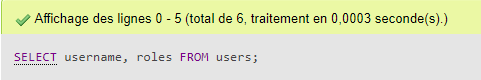 Affichage des lignes 0 - 5 (total de 6, traitement en 0,0003 seconde(s).)
SELECT username, roles FROM users;